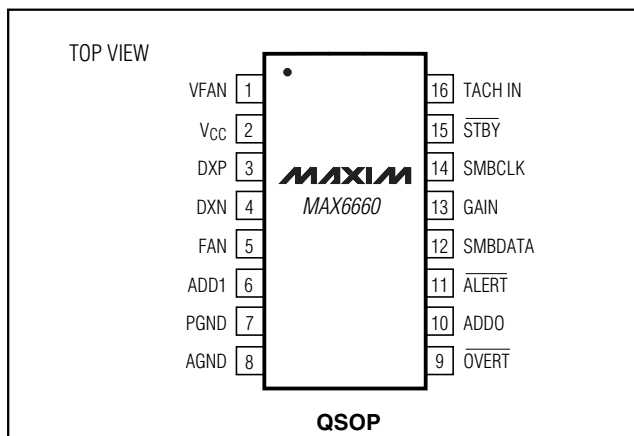 TOP VIEW
VFAN 1
VCC 2
DXP 3
DXN 4
FAN 5
ADD1 6
PGND 7
AGND 8
MAXIM
MAX6660
16 TACH IN
15 STBY
14 SMBCLK
13 GAIN
12 SMBDATA
11 ALERT
10 ADD0
9 OVERT
QSOP